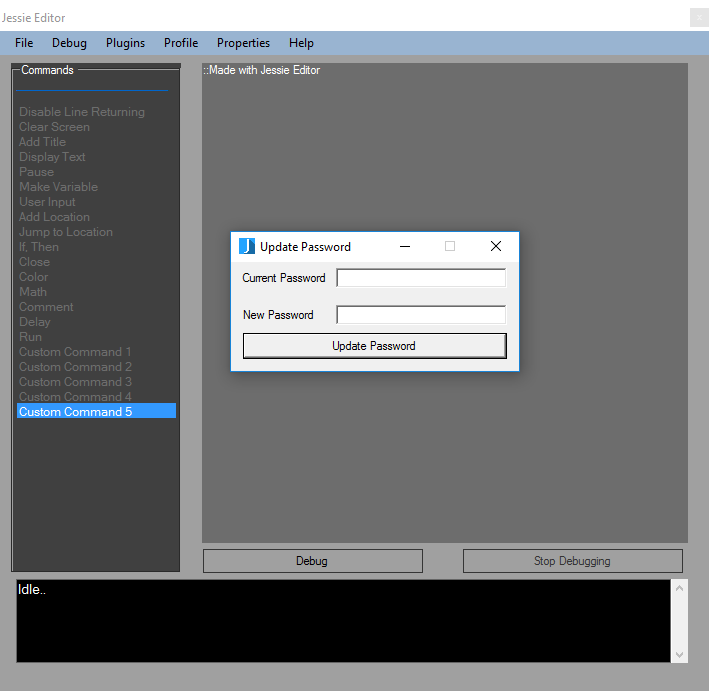 Jessie Editor
File Debug Plugins Profile Properties Help
Commands
Disable Line Returning
Clear Screen
Add Title
Display Text
Pause
Make Variable
User Input
Add Location
Jump to Location
If, Then
Close
Color
Math
Comment
Delay
Run
Custom Command 1
Custom Command 2
Custom Command 3
Custom Command 4
Custom Command 5
::Made with Jessie Editor
J Update Password
Current Password
New Password
Update Password
Debug Stop Debugging
Idle..